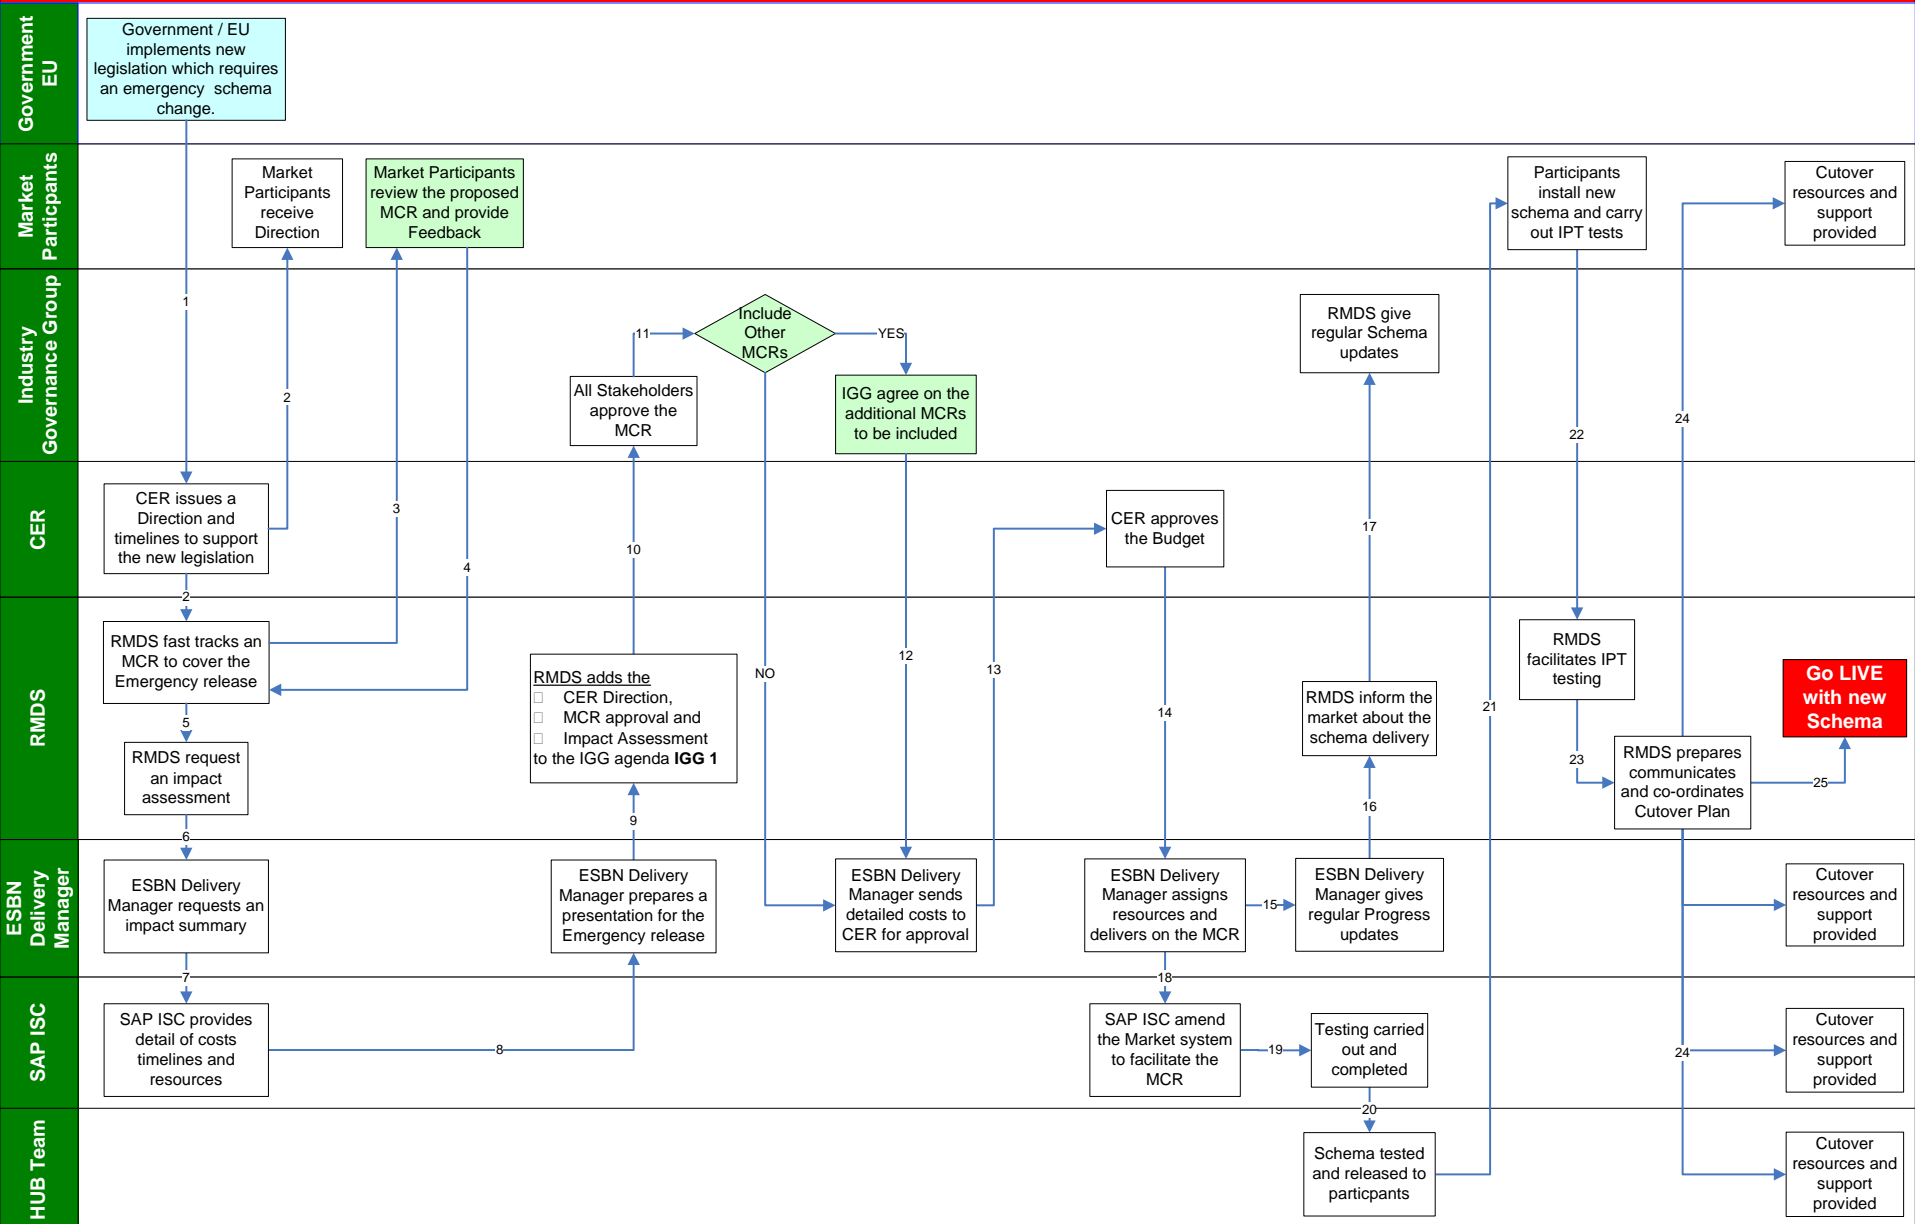 Government
EU
Government / EU
implements new
legislation which requires
an emergency schema
change.
Market
Particpants
Market
Participants
receive
Direction
Market Participants
review the proposed
MCR and provide
Feedback
Participants
install new
schema and carry
out IPT tests
Cutover
resources and
support
provided
1
2
3
4
Industry
Governance Group
All Stakeholders
approve the
MCR
11
Include
Other
MCRs
YES
IGG agree on the
additional MCRs
to be included
RMDS give
regular Schema
updates
22
24
CER
CER issues a
Direction and
timelines to support
the new legislation
2
10
CER approves
the Budget
17
RMDS
RMDS fast tracks an
MCR to cover the
Emergency release
5
RMDS request
an impact
assessment
6
RMDS adds the
CER Direction,
MCR approval and
Impact Assessment
to the IGG agenda IGG 1
9
NO
12
13
14
RMDS inform the
market about the
schema delivery
16
21
RMDS
facilitates IPT
testing
23
RMDS prepares
communicates
and co-ordinates
Cutover Plan
25
Go LIVE
with new
Schema
ESBN
Delivery
Manager
ESBN Delivery
Manager requests an
impact summary
7
ESBN Delivery
Manager prepares a
presentation for the
Emergency release
ESBN Delivery
Manager sends
detailed costs to
CER for approval
ESBN Delivery
Manager assigns
resources and
delivers on the MCR
15
ESBN Delivery
Manager gives
regular Progress
updates
18
Cutover
resources and
support
provided
SAP ISC
SAP ISC provides
detail of costs
timelines and
resources
8
SAP ISC amend
the Market system
to facilitate the
MCR
19
Testing carried
out and
completed
20
24
Cutover
resources and
support
provided
HUB Team
Schema tested
and released to
particpants
Cutover
resources and
support
provided